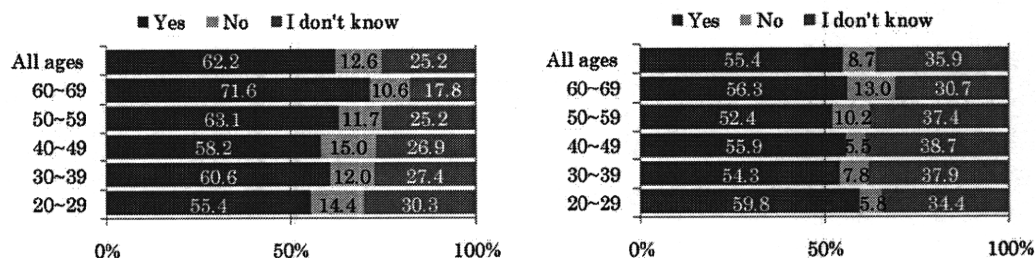 ■ Yes ■ No ■ I don't know
All ages 62.2 12.6 25.2
60~69 71.6 10.6 17.8
50~59 63.1 11.7 25.2
40~49 58.2 15.0 26.9
30~39 60.6 12.0 27.4
20~29 55.4 14.4 30.3
0% 50% 100%
■ Yes ■ No ■ I don't know
All ages 55.4 8.7 35.9
60~69 56.3 13.0 30.7
50~59 52.4 10.2 37.4
40~49 55.9 5.5 38.7
30~39 54.3 7.8 37.9
20~29 59.8 5.8 34.4
0% 50% 100%